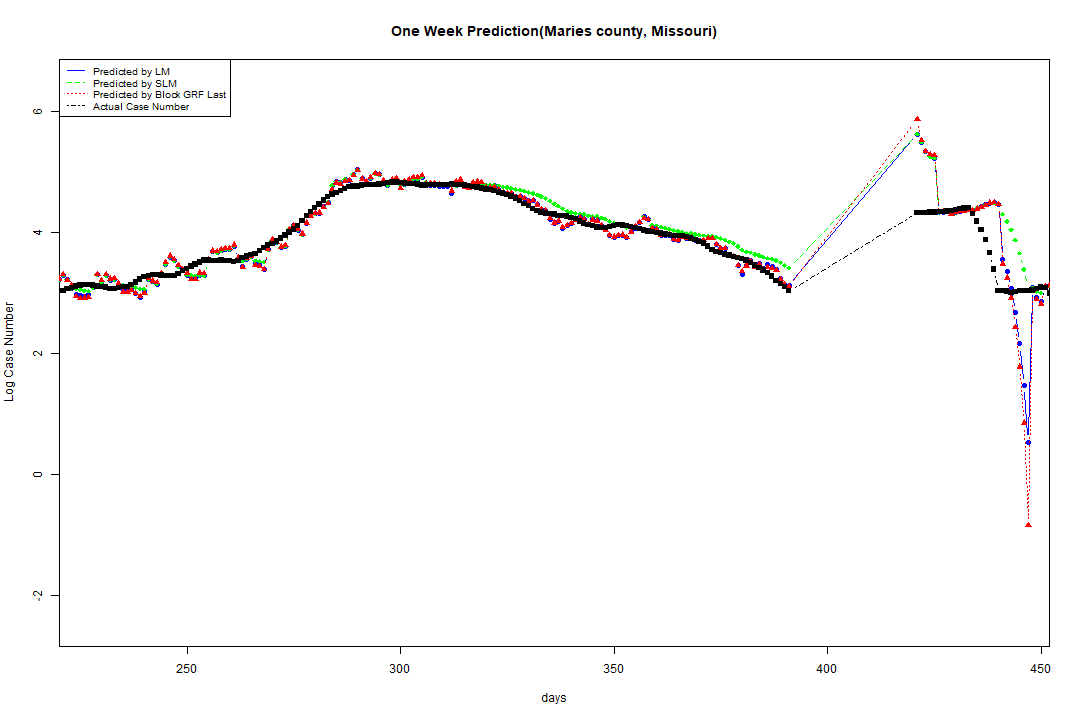 One Week Prediction(Maries county, Missouri)
Predicted by LM
Predicted by SLM
Predicted by Block GRF Last
Actual Case Number
6
4
2
0
-2
Log Case Number
250 300 350 400 450
days